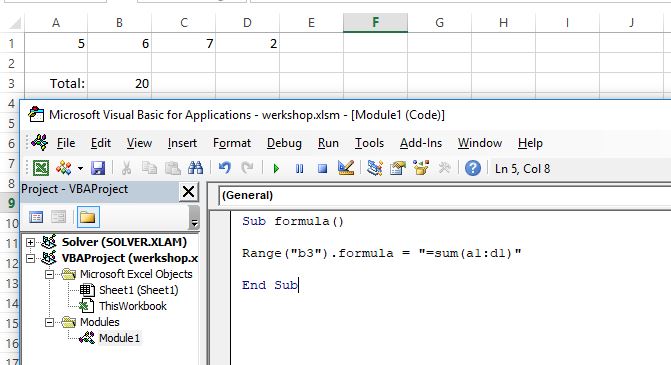 A B C D E F G H I J
1 5 6 7 2
2
3 Total: 20
4
5
6
7
8
9
10
11
12
13
14
15
16
17
Microsoft Visual Basic for Applications - werkshop.xlsm - [Module1 (Code)]
File Edit View Insert Format Debug Run Tools Add-Ins Window Help
Ln 5, Col 8
Project - VBAProject
(General)
Solver (SOLVER.XLAM)
VBAProject (werkshop.x
Microsoft Excel Objects
Sheet1 (Sheet1)
ThisWorkbook
Modules
Module1
Sub formula()
Range("b3").formula = "=sum(a1:d1)"
End Sub